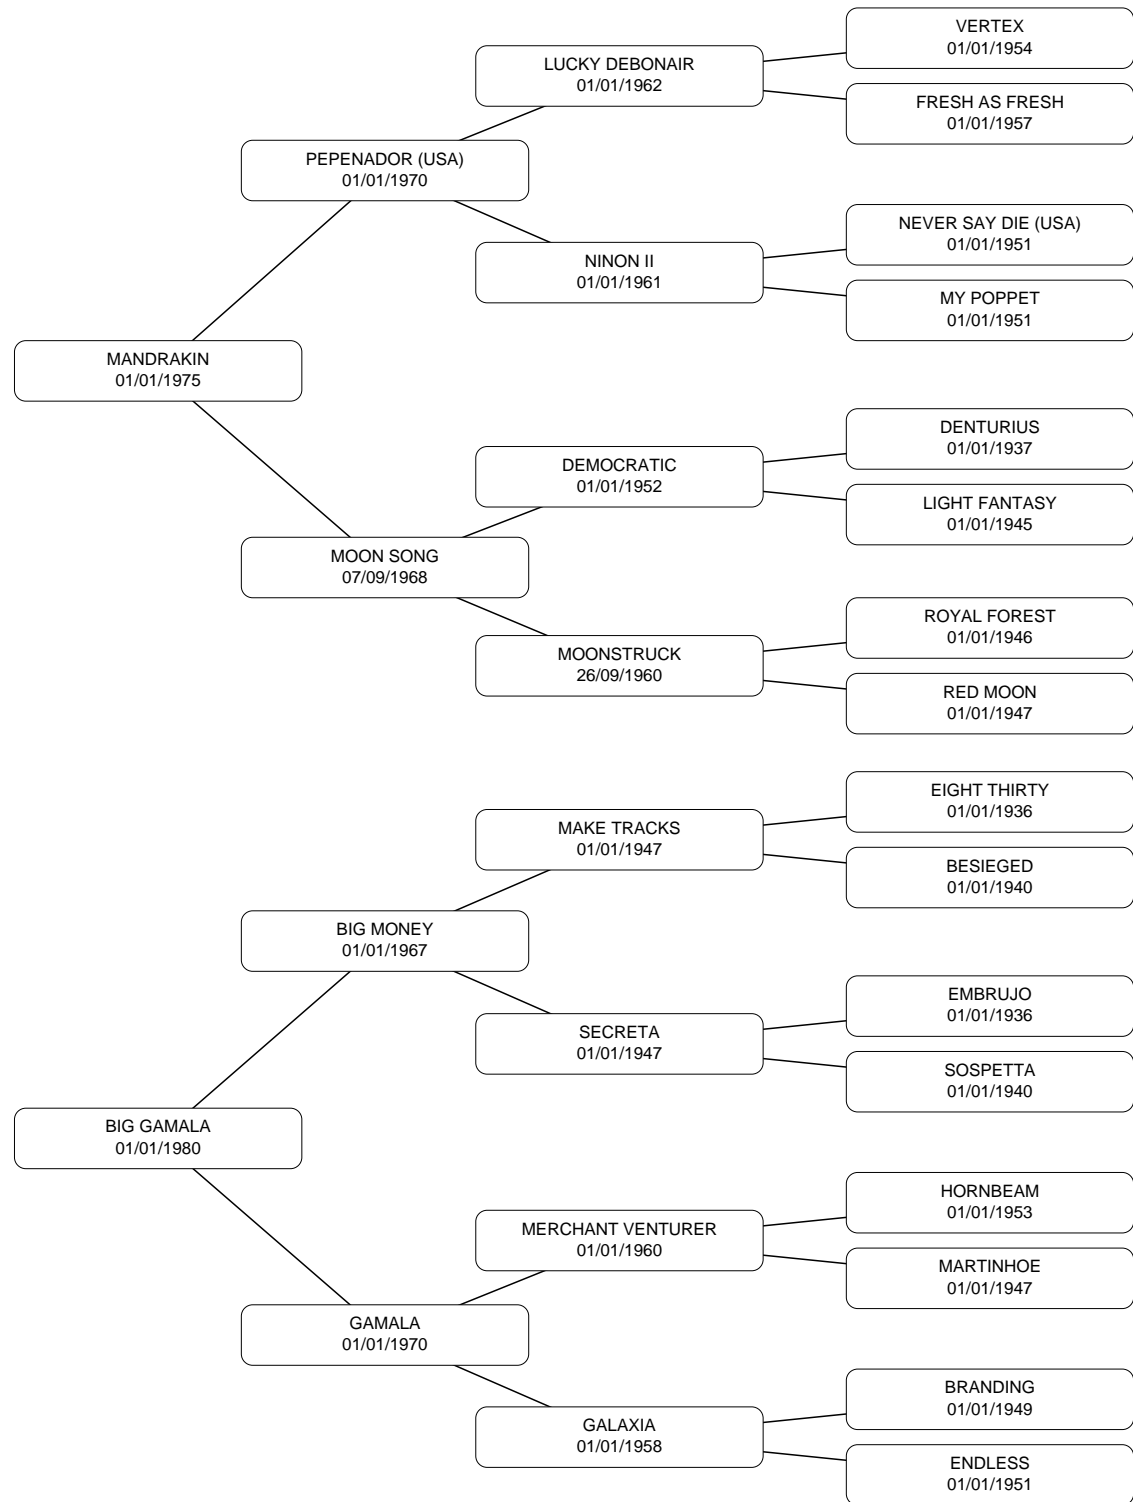 VERTEX
01/01/1954
LUCKY DEBONAIR
01/01/1962
FRESH AS FRESH
01/01/1957
PEPENADOR (USA)
01/01/1970
NEVER SAY DIE (USA)
01/01/1951
NINON II
01/01/1961
MY POPPET
01/01/1951
MANDRAKIN
01/01/1975
DENTURIUS
01/01/1937
DEMOCRATIC
01/01/1952
LIGHT FANTASY
01/01/1945
MOON SONG
07/09/1968
ROYAL FOREST
01/01/1946
MOONSTRUCK
26/09/1960
RED MOON
01/01/1947
EIGHT THIRTY
01/01/1936
MAKE TRACKS
01/01/1947
BESIEGED
01/01/1940
BIG MONEY
01/01/1967
EMBRUJO
01/01/1936
SECRETA
01/01/1947
SOSPETTA
01/01/1940
BIG GAMALA
01/01/1980
HORNBEAM
01/01/1953
MERCHANT VENTURER
01/01/1960
MARTINHOE
01/01/1947
GAMALA
01/01/1970
BRANDING
01/01/1949
GALAXIA
01/01/1958
ENDLESS
01/01/1951